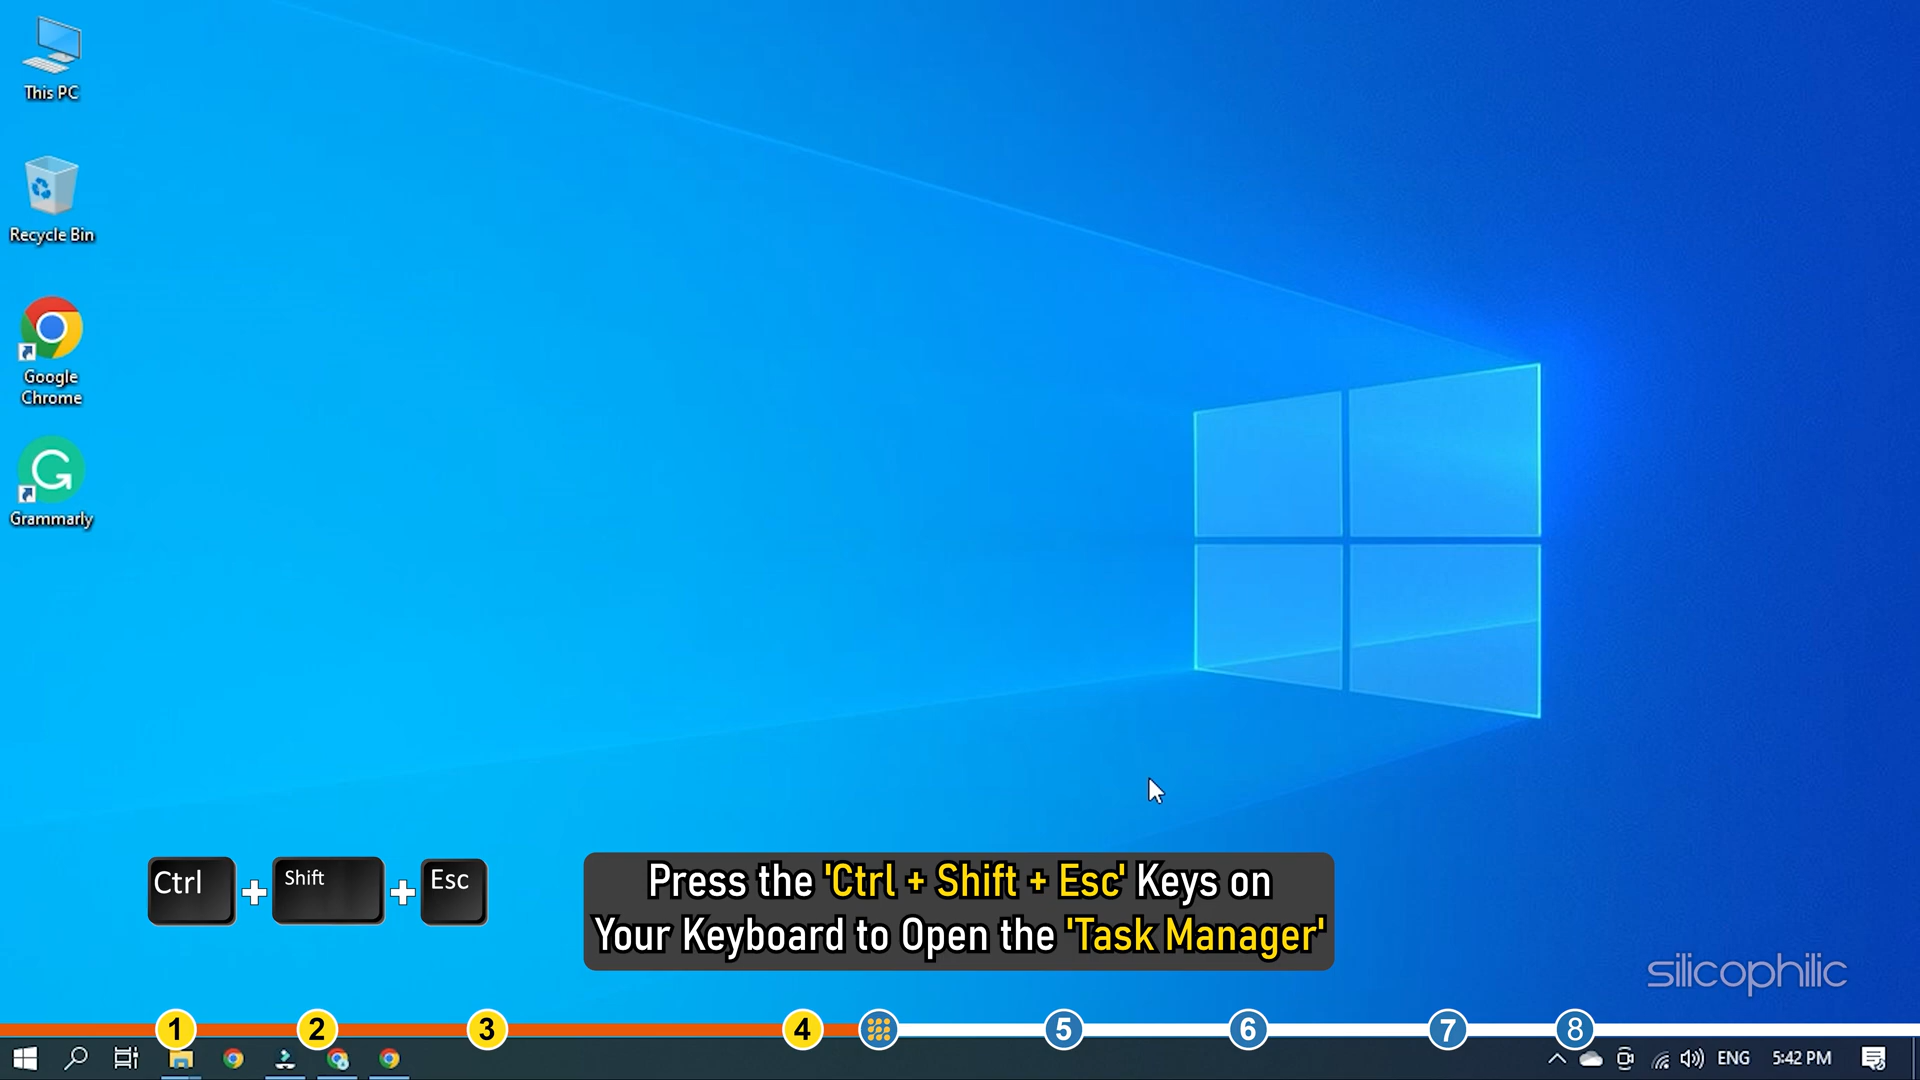 This PC
Recycle Bin
Google
Chrome
Grammarly
Ctrl + Shift + Esc
Press the 'Ctrl + Shift + Esc' Keys on
Your Keyboard to Open the 'Task Manager'
silicophilic
1 2 3 4 5 6 7 8
ENG 5:42 PM